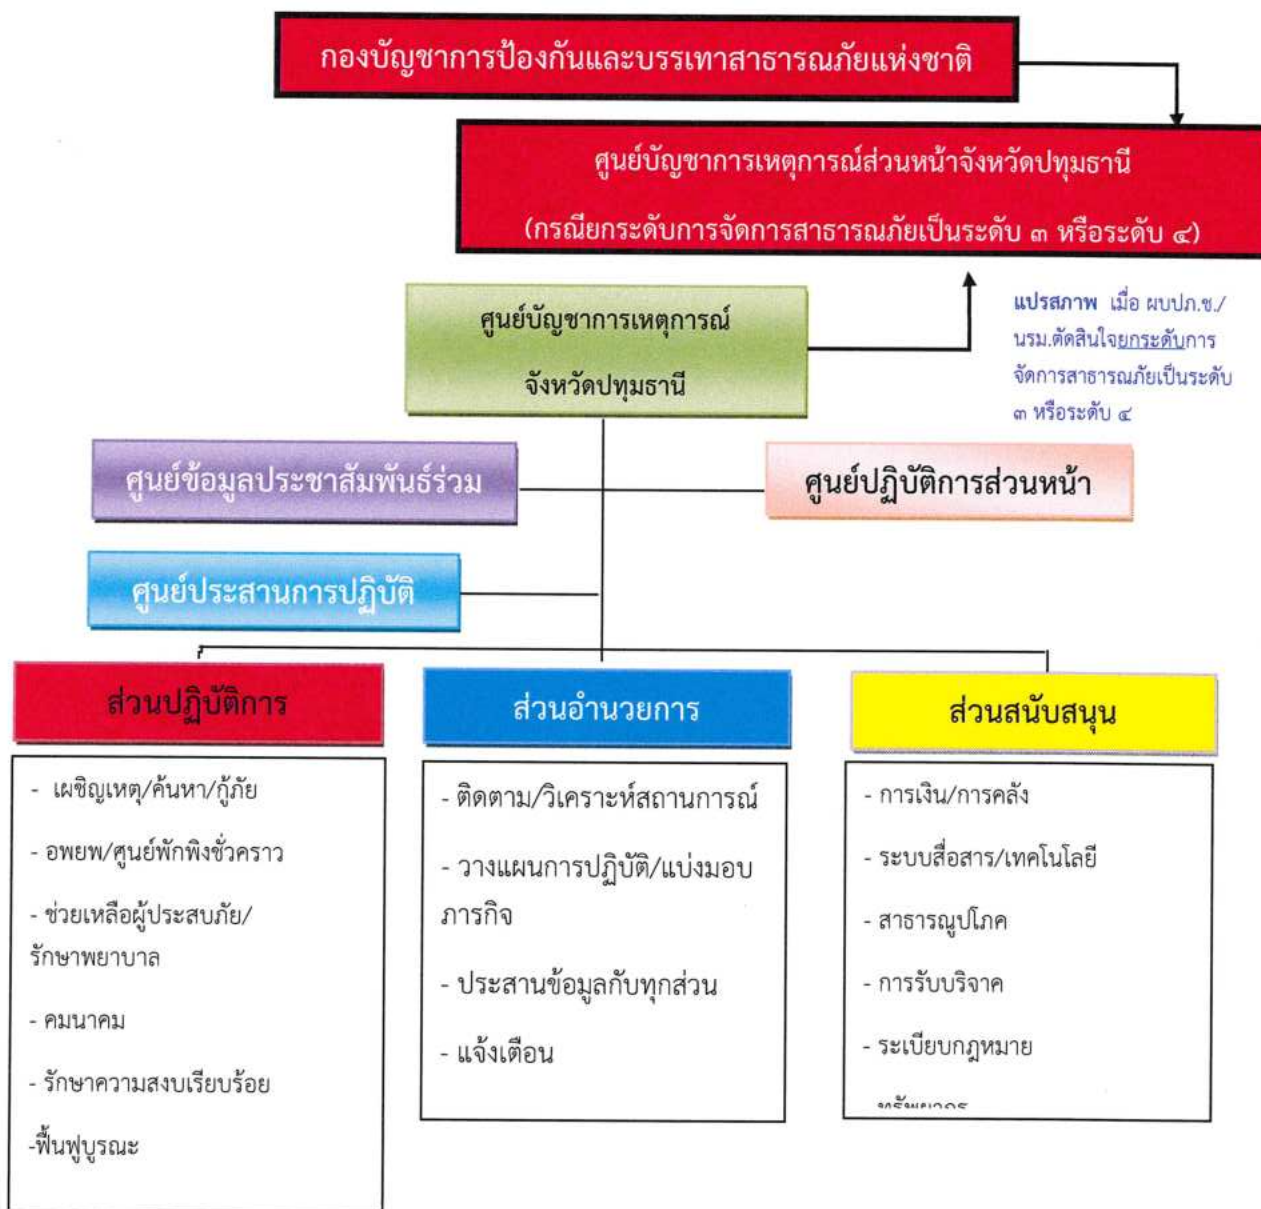 กองบัญชาการป้องกันและบรรเทาสาธารณภัยแห่งชาติ
ศูนย์บัญชาการเหตุการณ์ส่วนหน้าจังหวัดปทุมธานี
(กรณียกระดับการจัดการสาธารณภัยเป็นระดับ ๓ หรือระดับ ๔)
ศูนย์บัญชาการเหตุการณ์
จังหวัดปทุมธานี
แปรสภาพ เมื่อ ผบปภ.ช./
นรม.ตัดสินใจยกระดับการ
จัดการสาธารณภัยเป็นระดับ
๓ หรือระดับ ๔
ศูนย์ข้อมูลประชาสัมพันธ์ร่วม
ศูนย์ปฏิบัติการส่วนหน้า
ศูนย์ประสานการปฏิบัติ
ส่วนปฏิบัติการ
- เผชิญเหตุ/ค้นหา/กู้ภัย
- อพยพ/ศูนย์พักพิงชั่วคราว
- ช่วยเหลือผู้ประสบภัย/
รักษาพยาบาล
- คมนาคม
- รักษาความสงบเรียบร้อย
-ฟื้นฟูบูรณะ
ส่วนอำนวยการ
- ติดตาม/วิเคราะห์สถานการณ์
- วางแผนการปฏิบัติ/แบ่งมอบ
ภารกิจ
- ประสานข้อมูลกับทุกส่วน
- แจ้งเตือน
ส่วนสนับสนุน
- การเงิน/การคลัง
- ระบบสื่อสาร/เทคโนโลยี
- สาธารณูปโภค
- การรับบริจาค
- ระเบียบกฎหมาย
ทรัพยากร